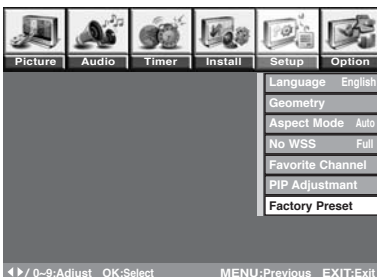 Picture Audio Timer Install Setup Option
Language English
Geometry
Aspect Mode Auto
No WSS Full
Favorite Channel
PIP Adjustmant
Factory Preset
◀▶/ 0~9:Adjust OK:Select MENU:Previous EXIT:Exit